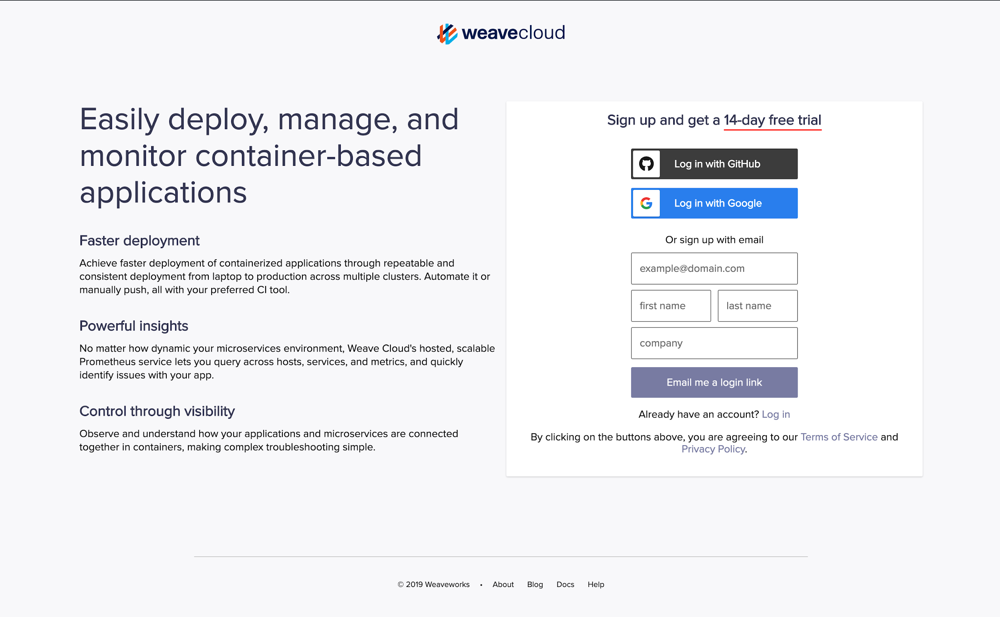 weavecloud
Easily deploy, manage, and
monitor container-based
applications
Faster deployment
Achieve faster deployment of containerized applications through repeatable and
consistent deployment from laptop to production across multiple clusters. Automate it or
manually push, all with your preferred CI tool.
Powerful insights
No matter how dynamic your microservices environment, Weave Cloud's hosted, scalable
Prometheus service lets you query across hosts, services, and metrics, and quickly
identify issues with your app.
Control through visibility
Observe and understand how your applications and microservices are connected
together in containers, making complex troubleshooting simple.
Sign up and get a 14-day free trial
Log in with GitHub
Log in with Google
Or sign up with email
example@domain.com
first name last name
company
Email me a login link
Already have an account? Log in
By clicking on the buttons above, you are agreeing to our Terms of Service and
Privacy Policy.
© 2019 Weaveworks • About Blog Docs Help